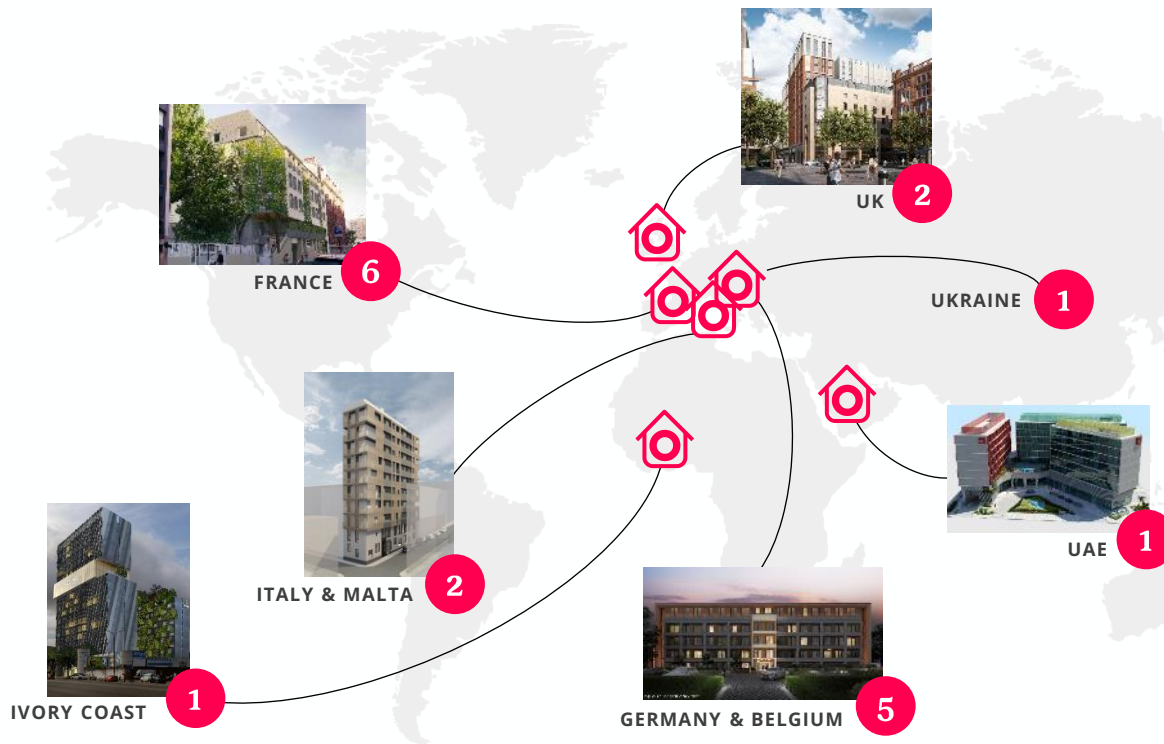 UK
2
FRANCE
6
UKRAINE
1
ITALY & MALTA
2
UAE
1
IVORY COAST
1
GERMANY & BELGIUM
5